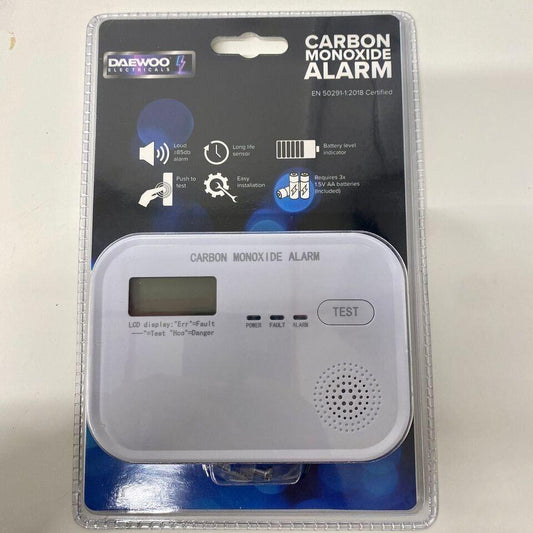 DAEWOO
ELECTRICALS
CARBON
MONOXIDE
ALARM
EN 50291-1:2018 Certified
Loud
≥85db
alarm
Long life
sensor
Battery level
indicator
Push to
test
Easy
installation
Requires 3x
1.5V AA batteries
(included)
CARBON MONOXIDE ALARM
LCD display:"Err"=Fault
"---"=Test "Hco"=Danger
POWER FAULT ALARM
TEST